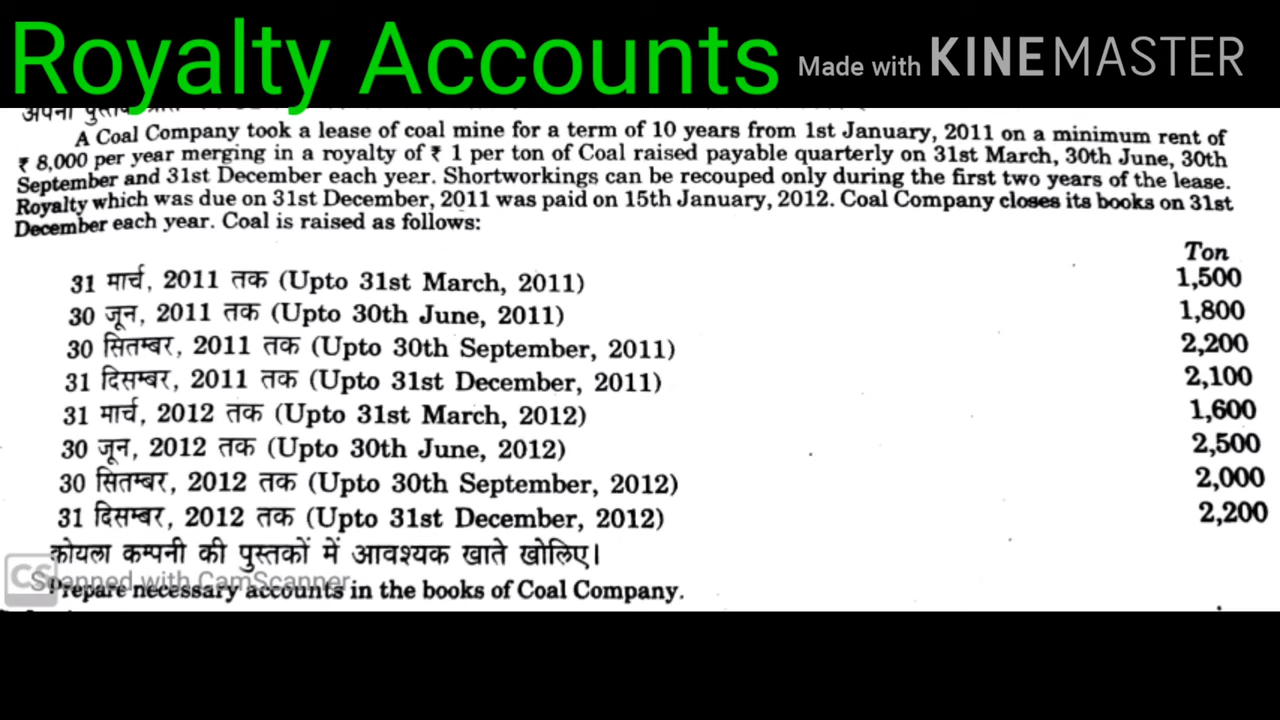 Royalty Accounts Made with KINEMASTER
A Coal Company took a lease of coal mine for a term of 10 years from 1st January, 2011 on a minimum rent of
₹ 8,000 per year merging in a royalty of ₹ 1 per ton of Coal raised payable quarterly on 31st March, 30th June, 30th
September and 31st December each year. Shortworkings can be recouped only during the first two years of the lease.
Royalty which was due on 31st December, 2011 was paid on 15th January, 2012. Coal Company closes its books on 31st
December each year. Coal is raised as follows:
Ton
31 मार्च, 2011 तक (Upto 31st March, 2011) 1,500
30 जून, 2011 तक (Upto 30th June, 2011) 1,800
30 सितम्बर, 2011 तक (Upto 30th September, 2011) 2,200
31 दिसम्बर, 2011 तक (Upto 31st December, 2011) 2,100
31 मार्च, 2012 तक (Upto 31st March, 2012) 1,600
30 जून, 2012 तक (Upto 30th June, 2012) 2,500
30 सितम्बर, 2012 तक (Upto 30th September, 2012) 2,000
31 दिसम्बर, 2012 तक (Upto 31st December, 2012) 2,200
कोयला कम्पनी की पुस्तकों में आवश्यक खाते खोलिए।
CS Scanned with CamScanner
Prepare necessary accounts in the books of Coal Company.